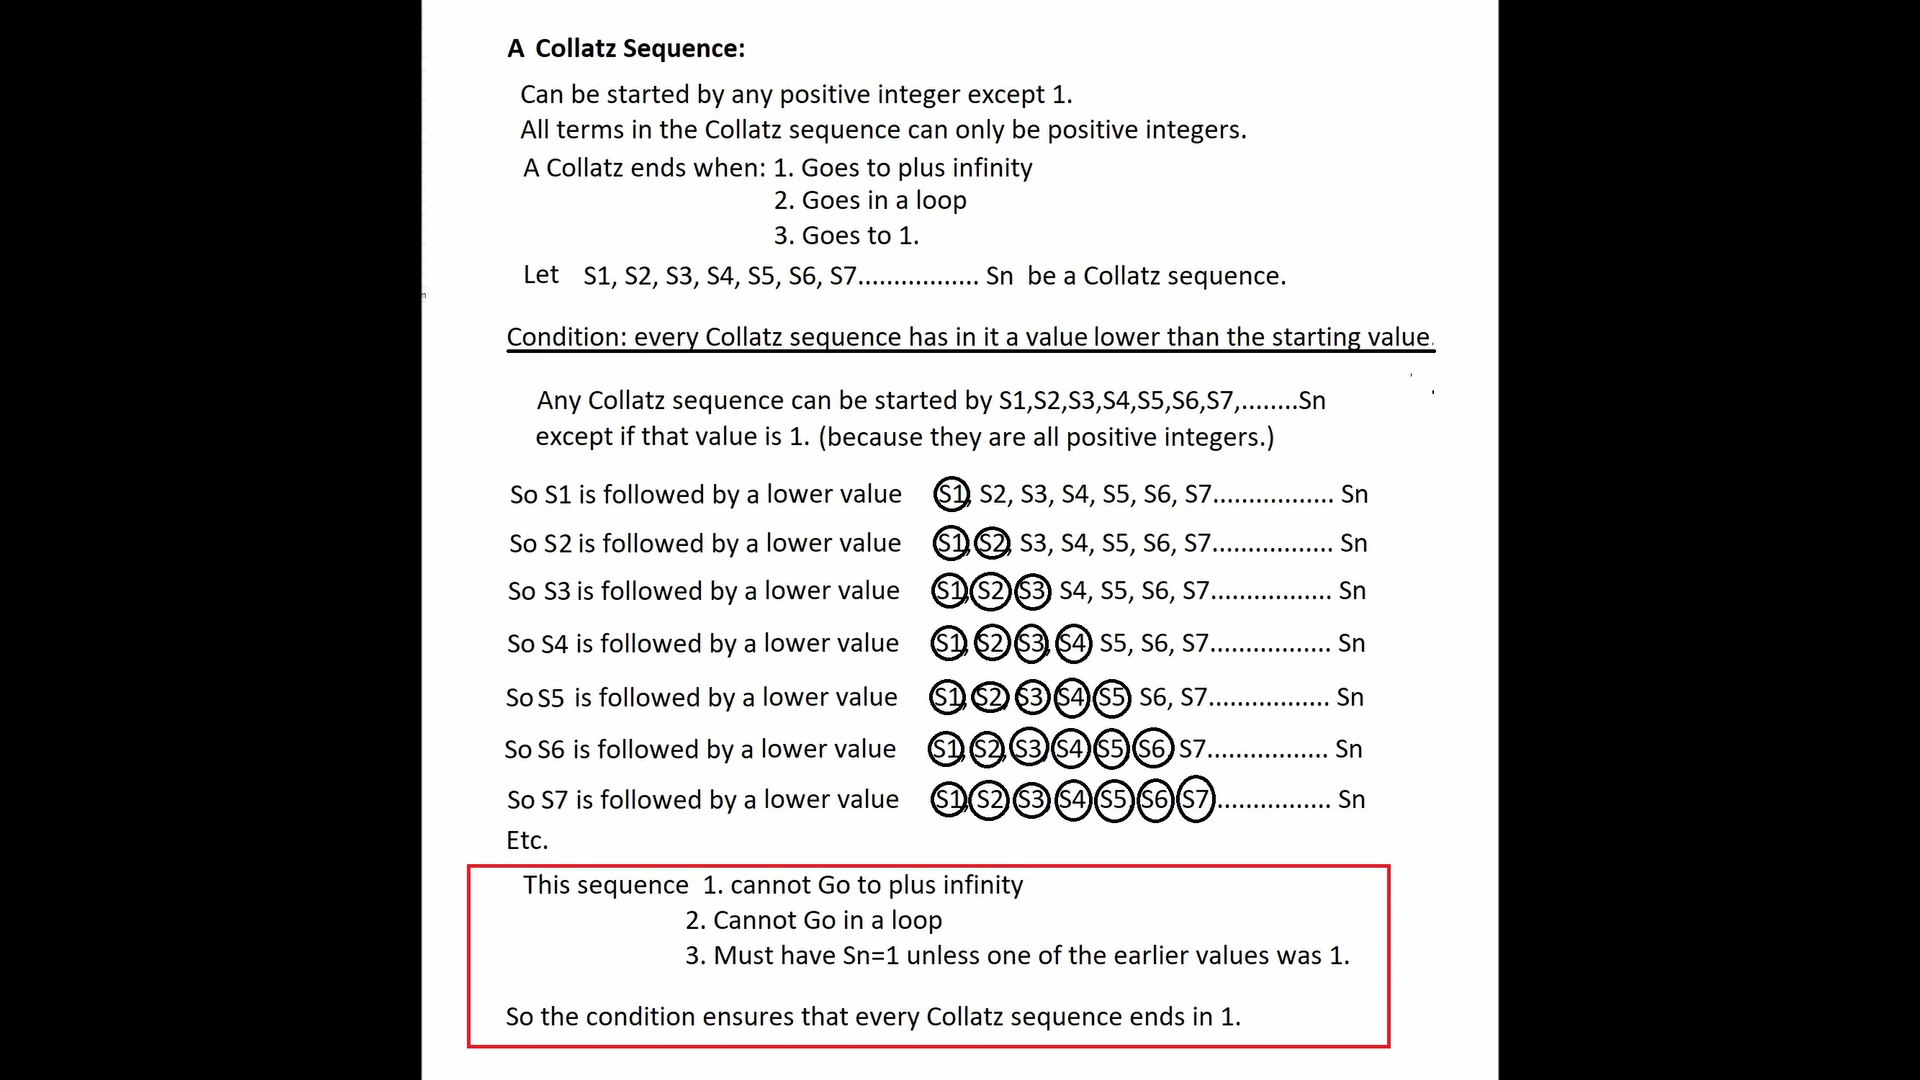 A Collatz Sequence:
Can be started by any positive integer except 1.
All terms in the Collatz sequence can only be positive integers.
A Collatz ends when: 1. Goes to plus infinity
2. Goes in a loop
3. Goes to 1.
Let S1, S2, S3, S4, S5, S6, S7................. Sn be a Collatz sequence.
Condition: every Collatz sequence has in it a value lower than the starting value.
Any Collatz sequence can be started by S1,S2,S3,S4,S5,S6,S7,........Sn
except if that value is 1. (because they are all positive integers.)
So S1 is followed by a lower value S1, S2, S3, S4, S5, S6, S7................. Sn
So S2 is followed by a lower value S1, S2, S3, S4, S5, S6, S7................. Sn
So S3 is followed by a lower value S1, S2, S3, S4, S5, S6, S7................. Sn
So S4 is followed by a lower value S1, S2, S3, S4, S5, S6, S7................. Sn
So S5 is followed by a lower value S1, S2, S3, S4, S5, S6, S7................. Sn
So S6 is followed by a lower value S1, S2, S3, S4, S5, S6, S7................. Sn
So S7 is followed by a lower value S1, S2, S3, S4, S5, S6, S7................ Sn
Etc.
This sequence 1. cannot Go to plus infinity
2. Cannot Go in a loop
3. Must have Sn=1 unless one of the earlier values was 1.
So the condition ensures that every Collatz sequence ends in 1.